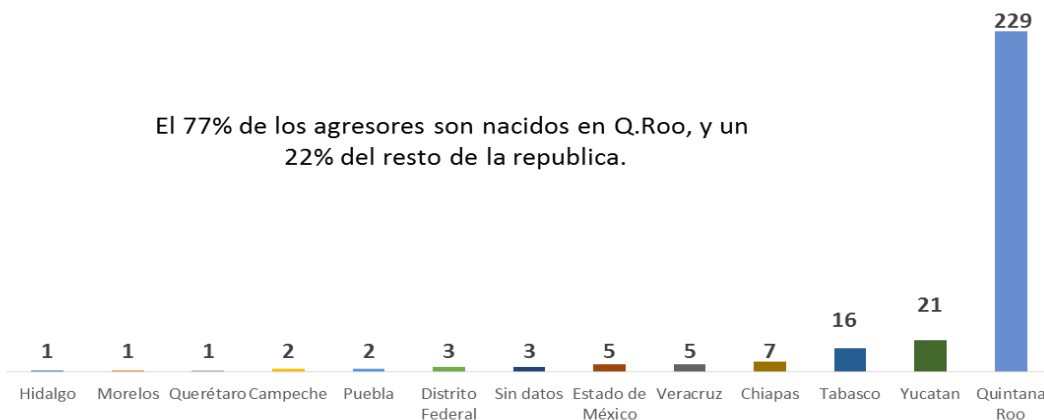 229
El 77% de los agresores son nacidos en Q.Roo, y un
22% del resto de la republica.
1 1 1 2 2 3 3 5 5 7 16 21
Hidalgo Morelos Querétaro Campeche Puebla Distrito Sin datos Estado de Veracruz Chiapas Tabasco Yucatan Quintana
Federal México Roo